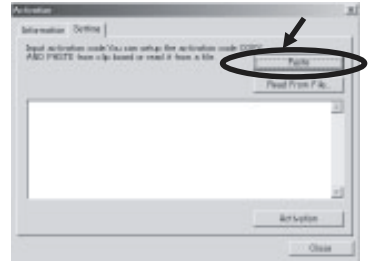 Activation
Information Setting
Input activation code. You can setup the activation code COPY
AND PASTE from clip board or read it from a file.
Paste
Read From File..
Activation
Close